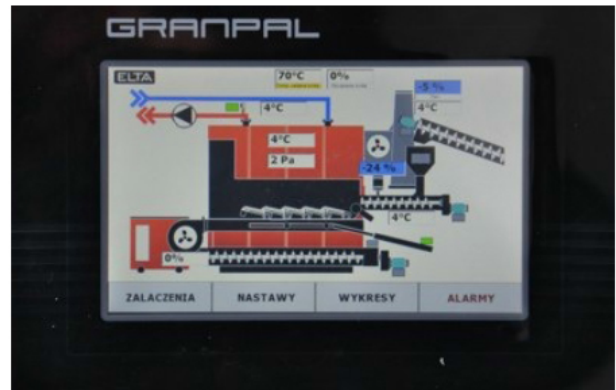 GRANPAL
ELTA
70°C 0%
-5 %
4°C
4°C
4°C
2 Pa
-24 %
4°C
0%
ZALACZENIA NASTAWY WYKRESY ALARMY